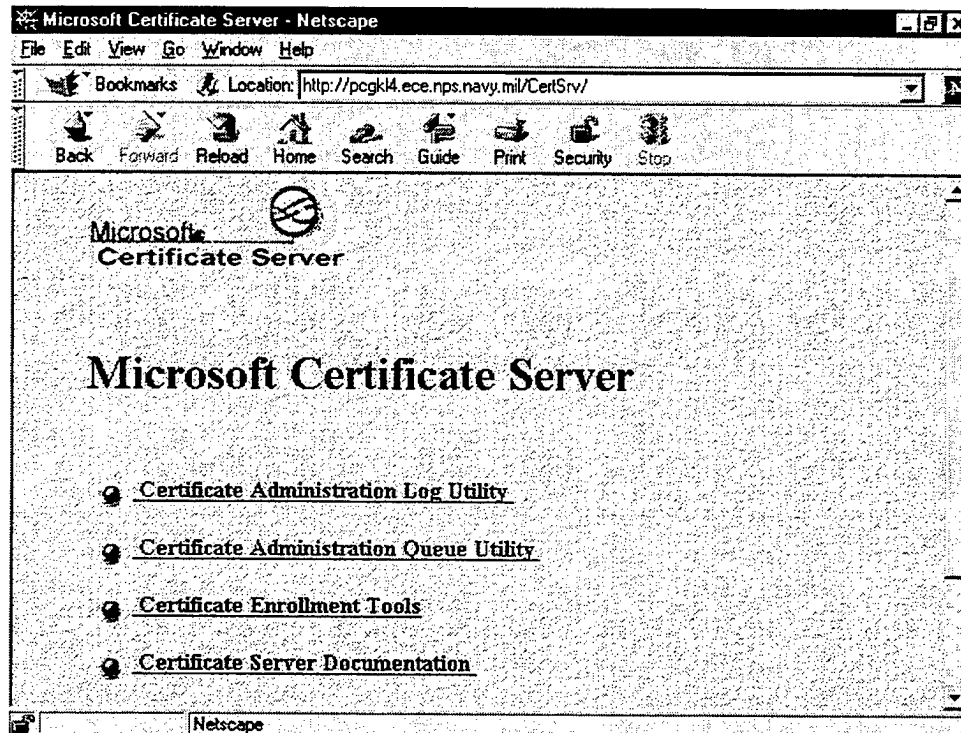 Microsoft Certificate Server - Netscape
File Edit View Go Window Help
Bookmarks Location: http://pcgkl4.ece.nps.navy.mil/CertSrv/
Back Forward Reload Home Search Guide Print Security Stop
Microsoft
Certificate Server
Microsoft Certificate Server
Certificate Administration Log Utility
Certificate Administration Queue Utility
Certificate Enrollment Tools
Certificate Server Documentation
Netscape